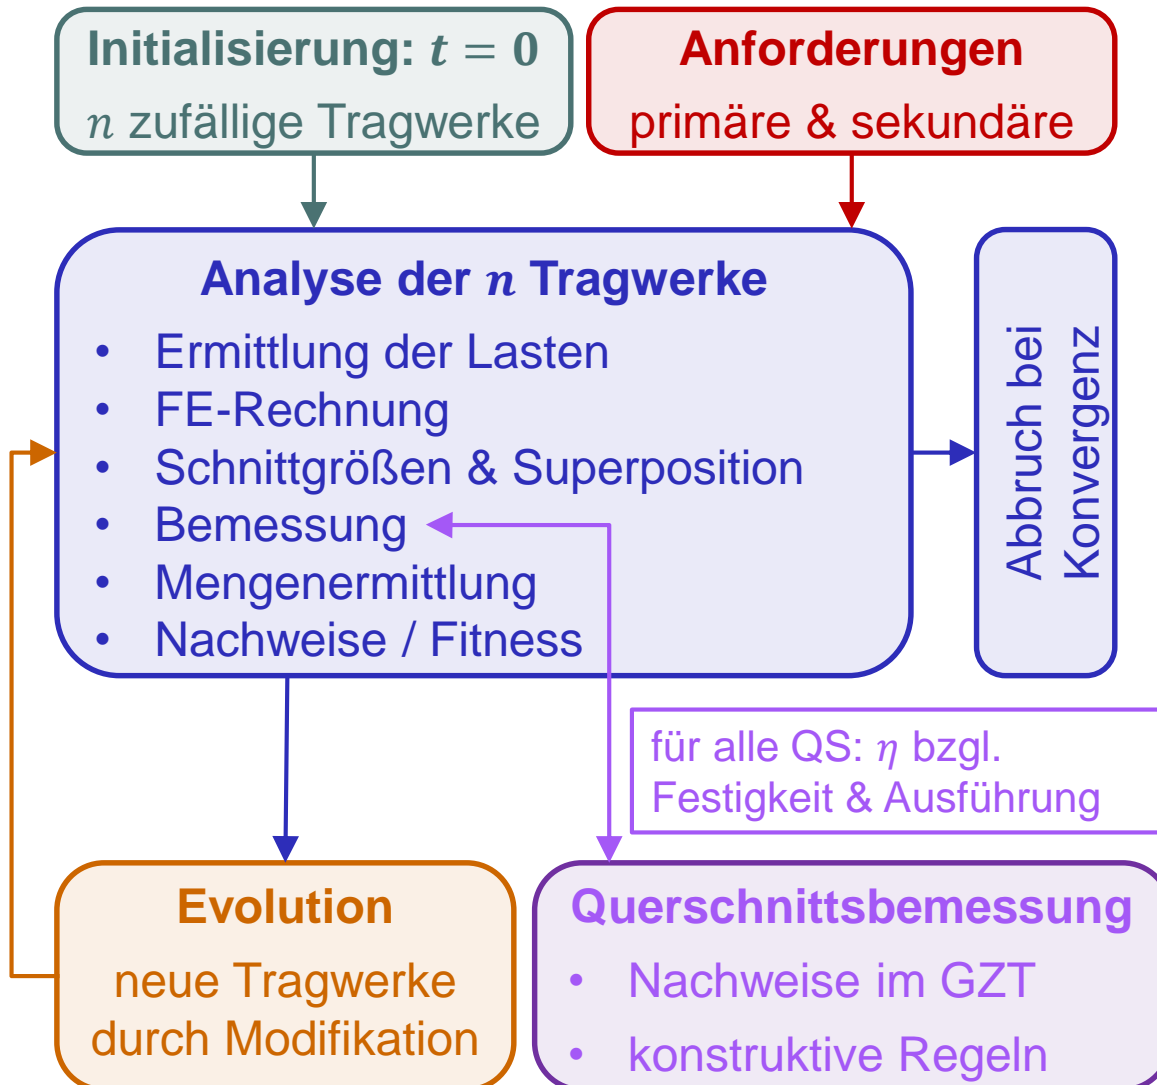 Initialisierung: t = 0
n zufällige Tragwerke
Anforderungen
primäre & sekundäre
Analyse der n Tragwerke
• Ermittlung der Lasten
• FE-Rechnung
• Schnittgrößen & Superposition
• Bemessung
• Mengenermittlung
• Nachweise / Fitness
Abbruch bei
Konvergenz
für alle QS: η bzgl.
Festigkeit & Ausführung
Evolution
neue Tragwerke
durch Modifikation
Querschnittsbemessung
• Nachweise im GZT
• konstruktive Regeln